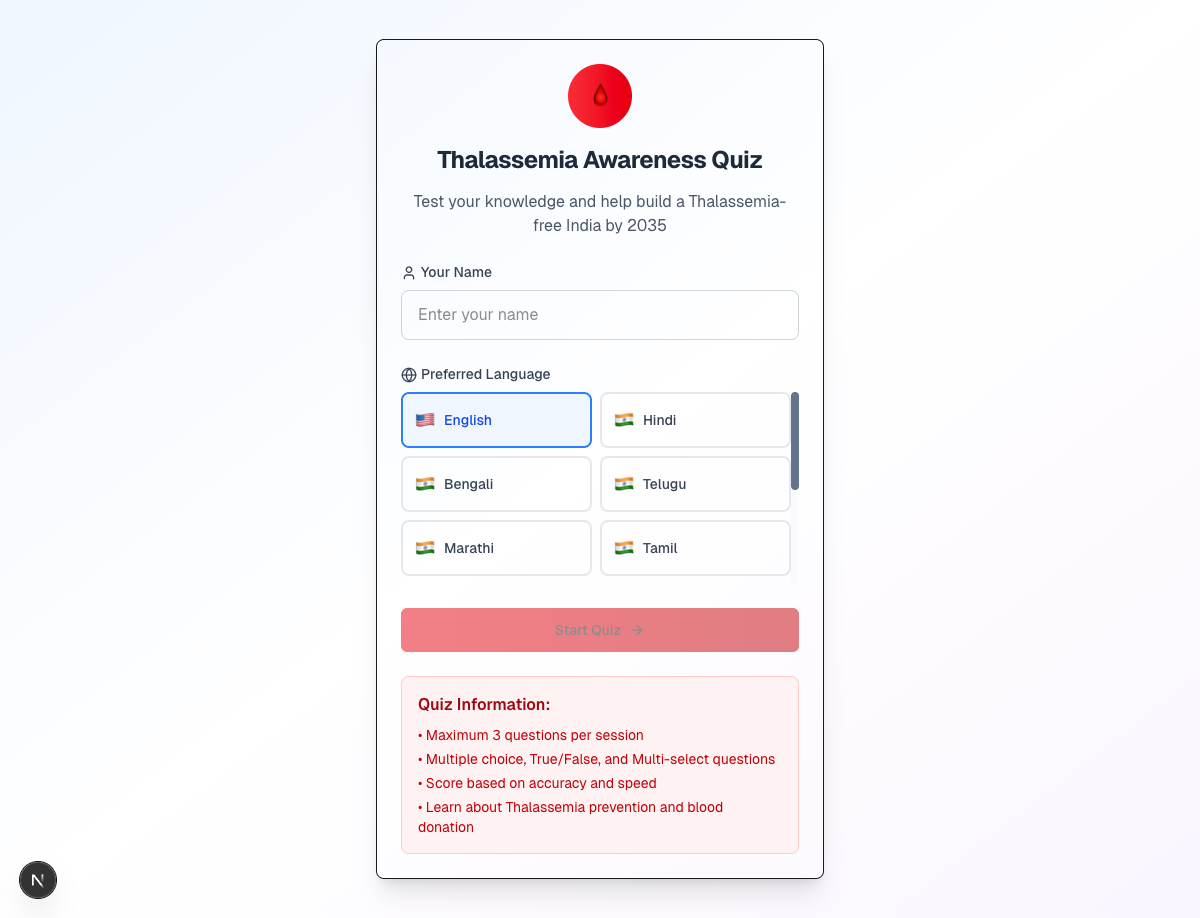 Thalassemia Awareness Quiz
Test your knowledge and help build a Thalassemia-
free India by 2035
Your Name
Enter your name
Preferred Language
English
Hindi
Bengali
Telugu
Marathi
Tamil
Start Quiz →
Quiz Information:
• Maximum 3 questions per session
• Multiple choice, True/False, and Multi-select questions
• Score based on accuracy and speed
• Learn about Thalassemia prevention and blood
donation
N